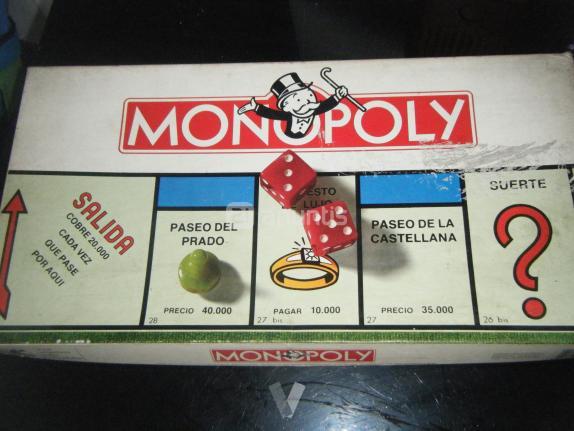 MONOPOLY
SALIDA
COBRE 20.000
CADA VEZ
QUE PASE
POR AQUI
PASEO DEL
PRADO
PRECIO 40.000
28
DE LUJO
PAGAR 10.000
27 bis
PASEO DE LA
CASTELLANA
PRECIO 35.000
27
SUERTE
?
26 bis
MONOPOLY